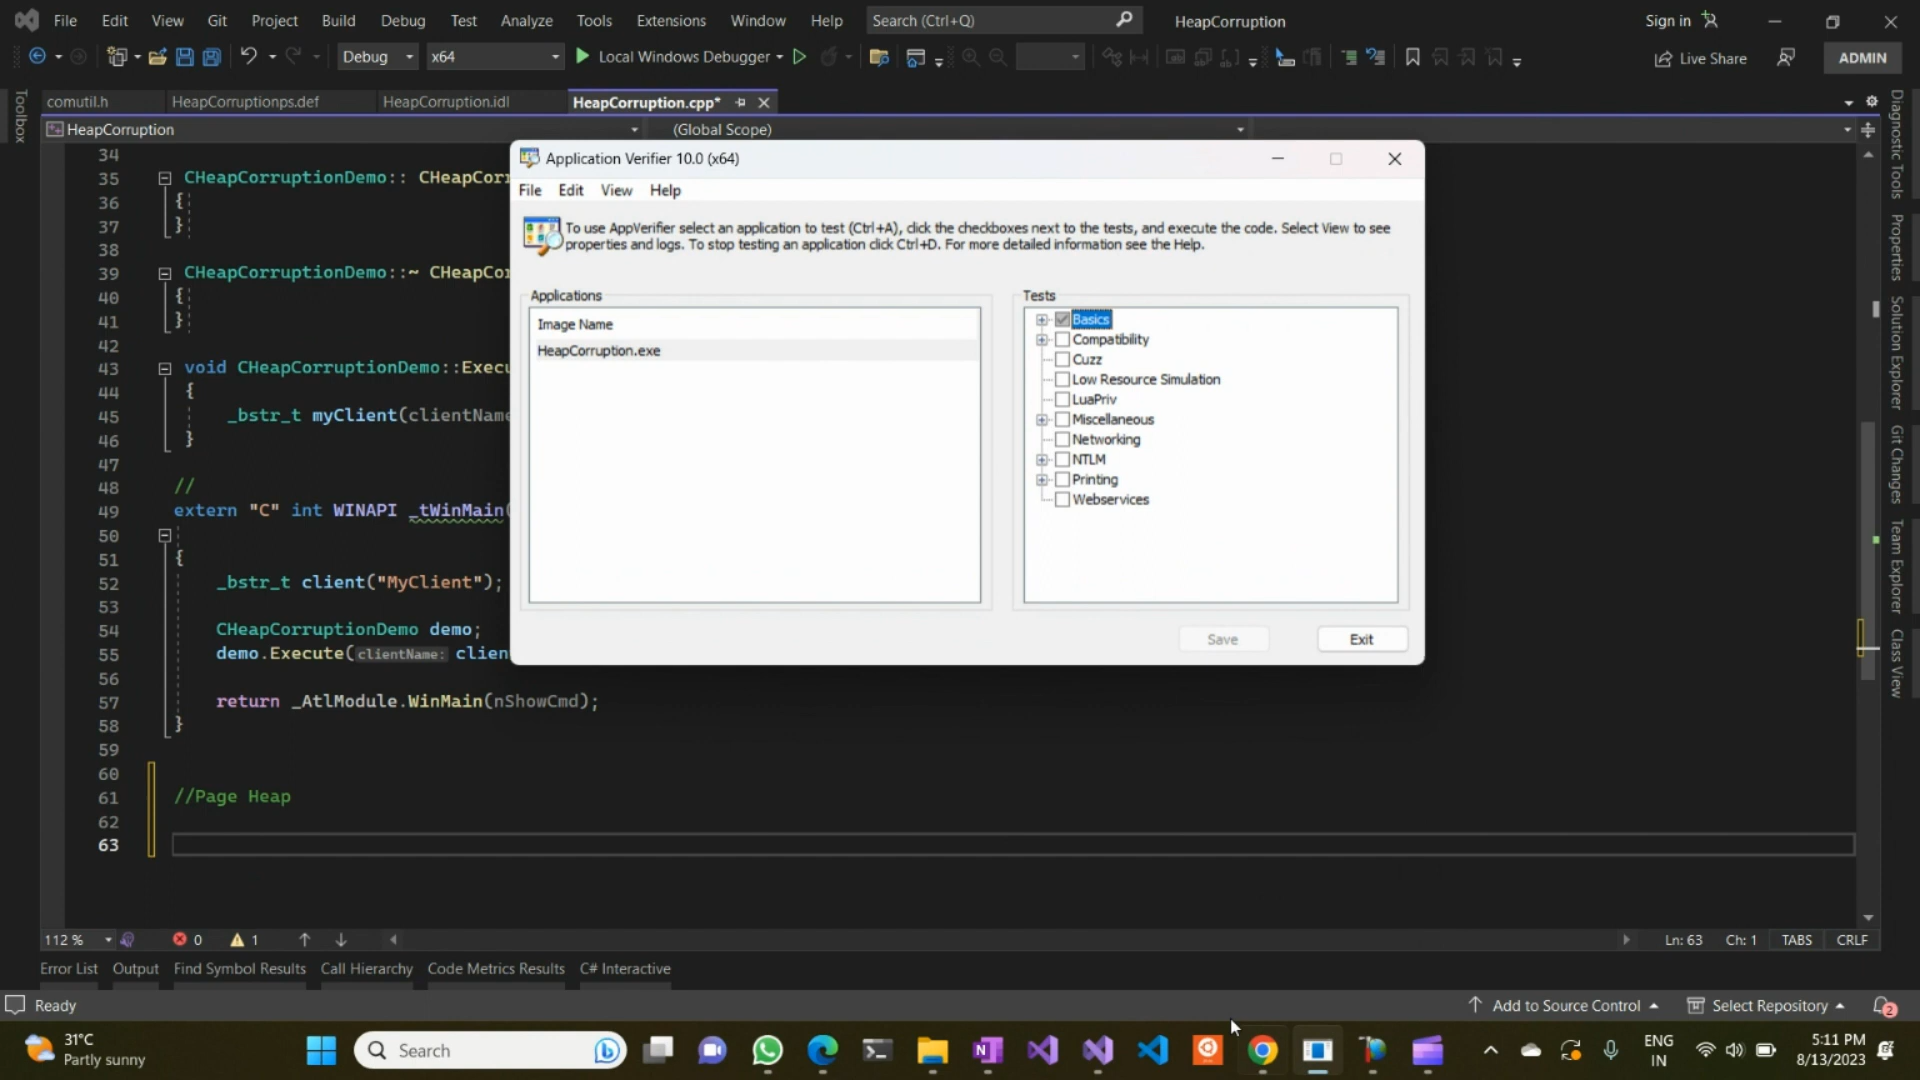 File Edit View Git Project Build Debug Test Analyze Tools Extensions Window Help Search (Ctrl+Q) HeapCorruption Sign in
Debug x64 Local Windows Debugger Live Share ADMIN
comutil.h HeapCorruptionps.def HeapCorruption.idl HeapCorruption.cpp*
HeapCorruption (Global Scope)
Toolbox
34
35 CHeapCorruptionDemo:: CHeapCorr
36 {
37 }
38
39 CHeapCorruptionDemo::~ CHeapCor
40 {
41 }
42
43 void CHeapCorruptionDemo::Execu
44 {
45 _bstr_t myClient(clientName
46 }
47
48 //
49 extern "C" int WINAPI _tWinMain(
50
51 {
52 _bstr_t client("MyClient");
53
54 CHeapCorruptionDemo demo;
55 demo.Execute(clientName: clien
56
57 return _AtlModule.WinMain(nShowCmd);
58 }
59
60
61 //Page Heap
62
63
Application Verifier 10.0 (x64)
File Edit View Help
To use AppVerifier select an application to test (Ctrl+A), click the checkboxes next to the tests, and execute the code. Select View to see
properties and logs. To stop testing an application click Ctrl+D. For more detailed information see the Help.
Applications
Image Name
HeapCorruption.exe
Tests
Basics
Compatibility
Cuzz
Low Resource Simulation
LuaPriv
Miscellaneous
Networking
NTLM
Printing
Webservices
Save Exit
Diagnostic Tools
Properties
Solution Explorer
Git Changes
Team Explorer
Class View
112 % 0 1 Ln: 63 Ch: 1 TABS CRLF
Error List Output Find Symbol Results Call Hierarchy Code Metrics Results C# Interactive
Ready Add to Source Control Select Repository 2
31°C
Partly sunny
Search
ENG
IN
5:11 PM
8/13/2023